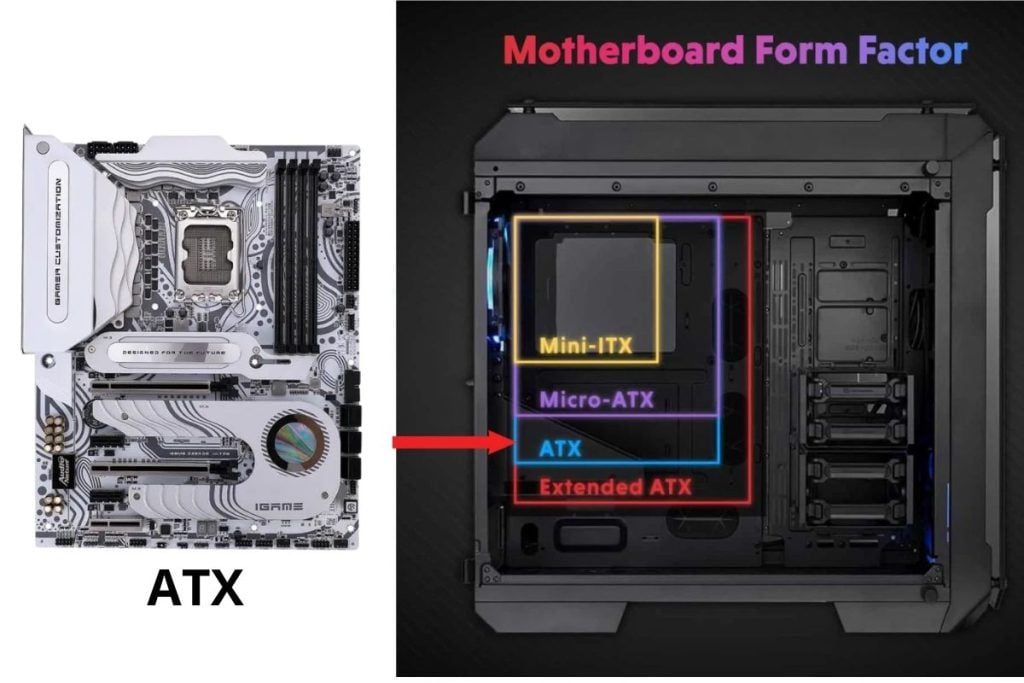 Motherboard Form Factor
GAMER CUSTOMIZATION
DESIGNED FOR THE FUTURE
IGAME
ATX
Mini-ITX
Micro-ATX
ATX
Extended ATX